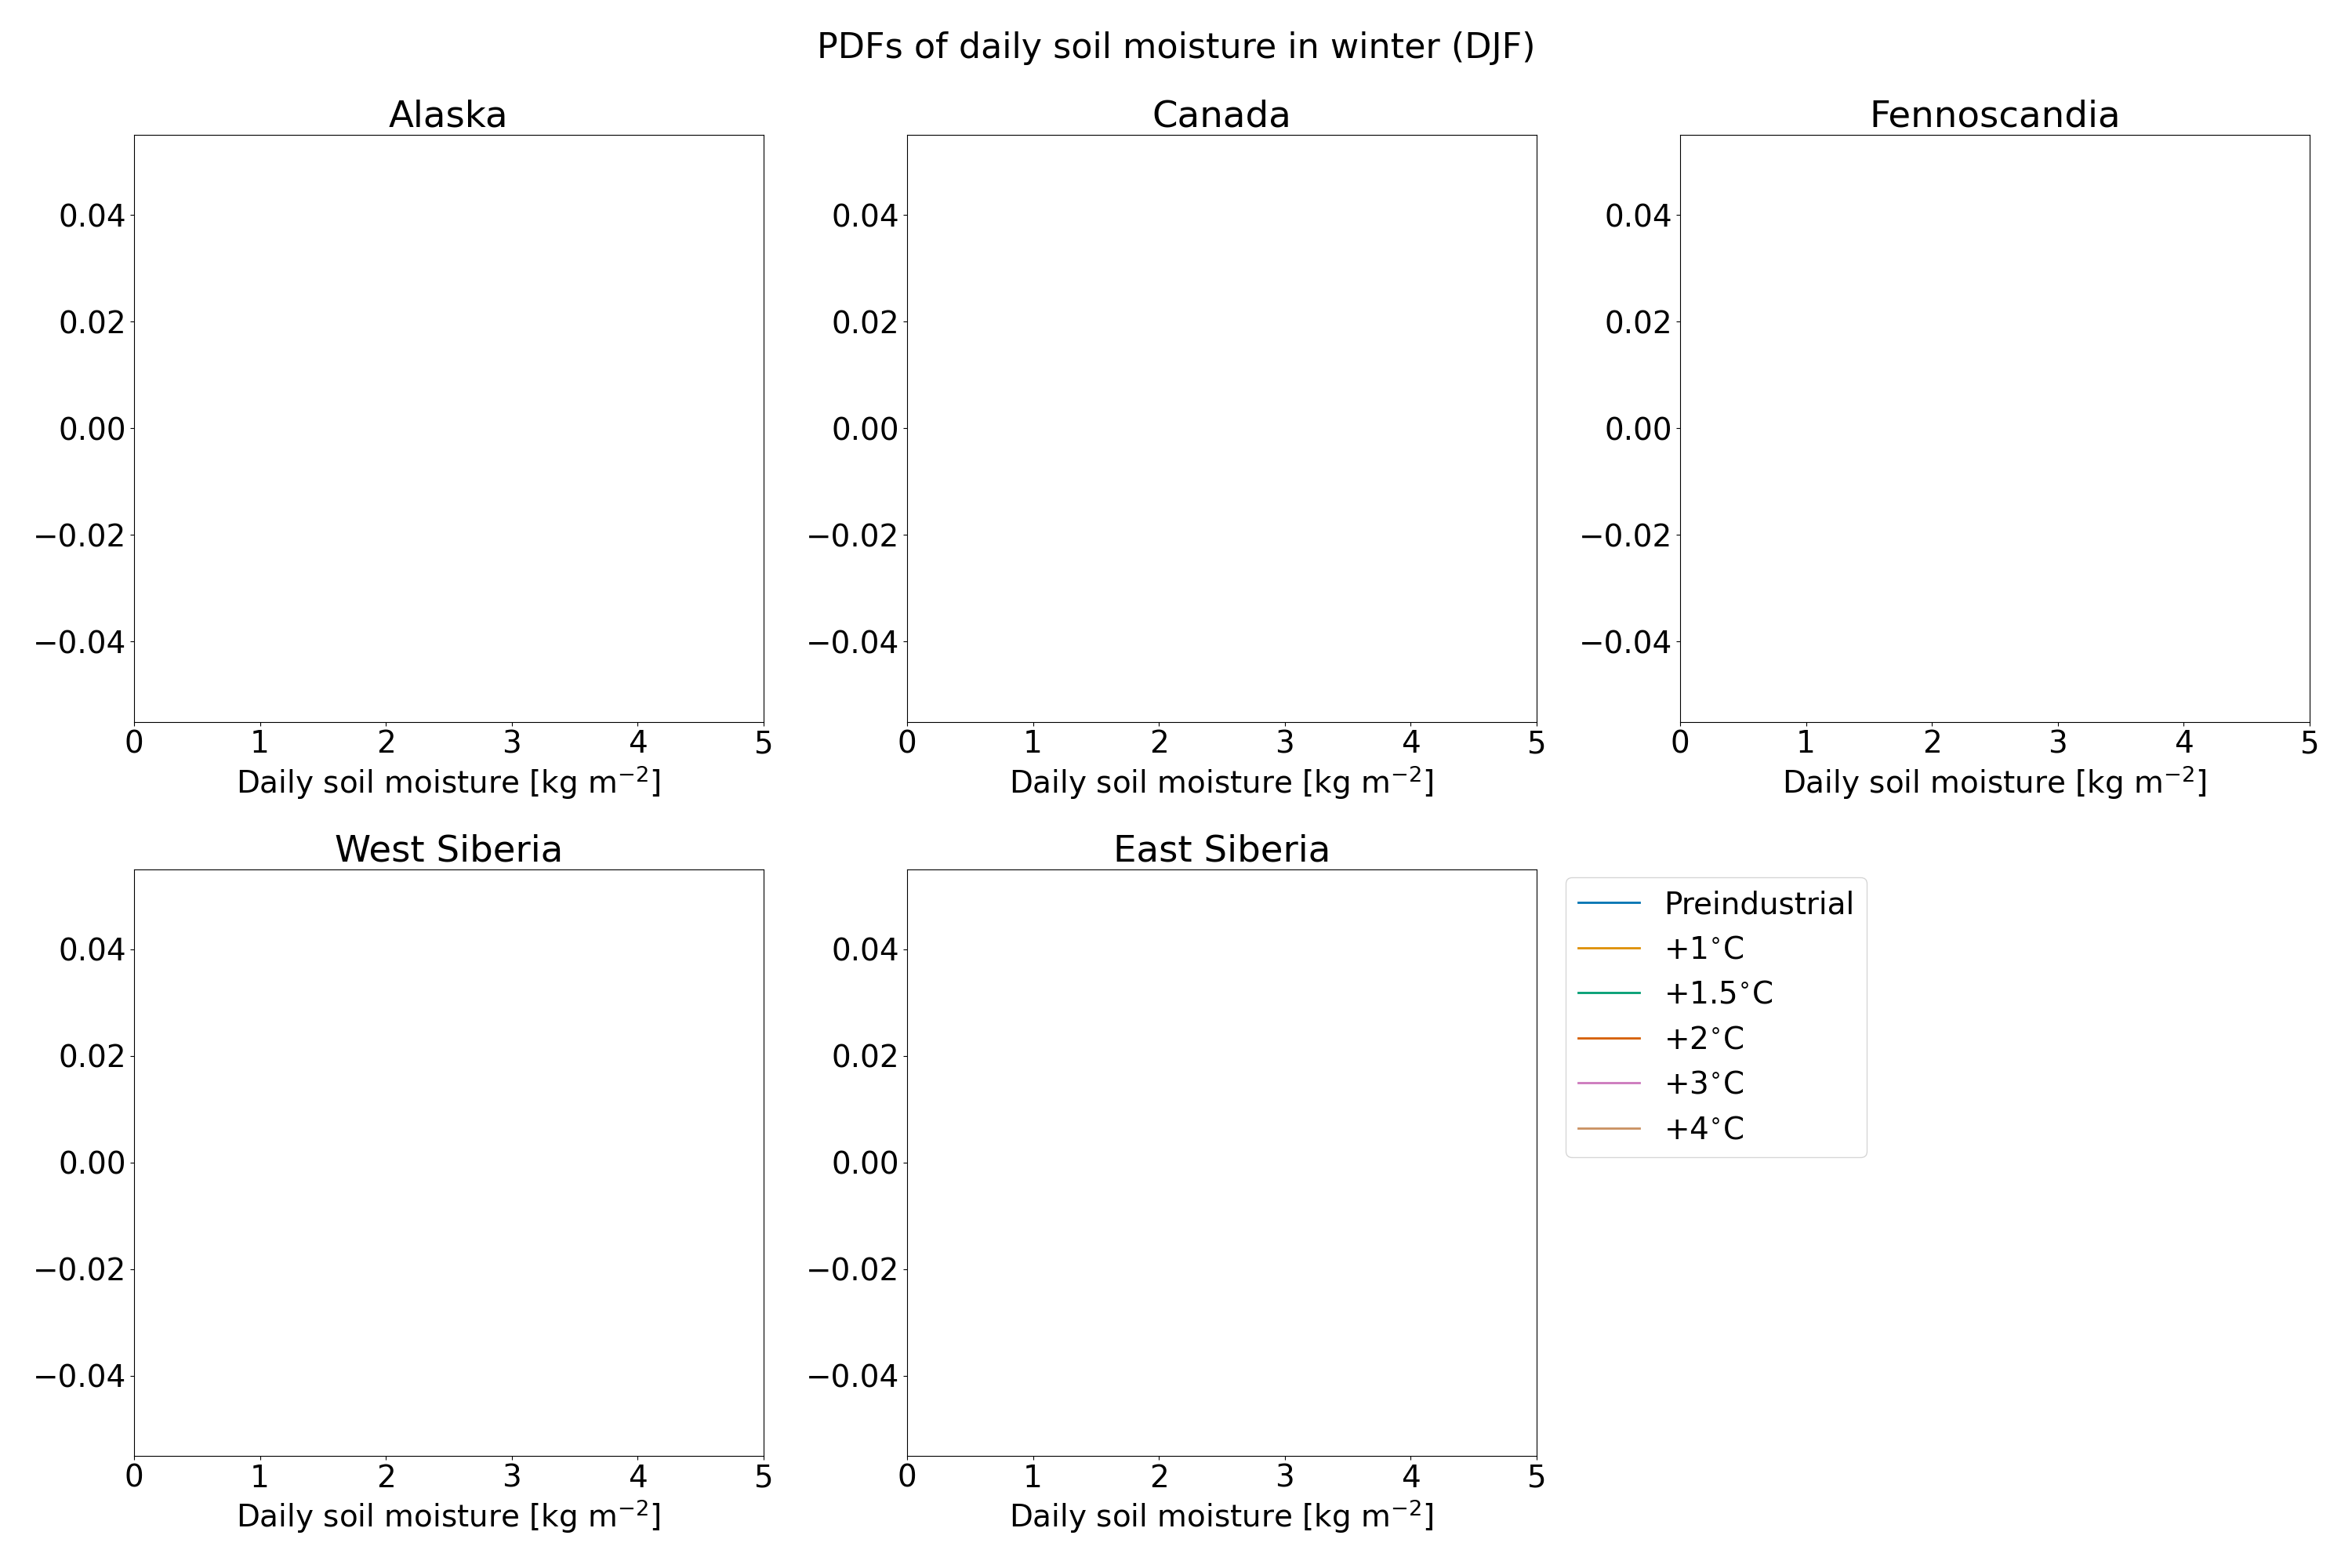 PDFs of daily soil moisture in winter (DJF)
Alaska
0.04
0.02
0.00
−0.02
−0.04
0 1 2 3 4 5
Daily soil moisture [kg m⁻²]
Canada
0.04
0.02
0.00
−0.02
−0.04
0 1 2 3 4 5
Daily soil moisture [kg m⁻²]
Fennoscandia
0.04
0.02
0.00
−0.02
−0.04
0 1 2 3 4 5
Daily soil moisture [kg m⁻²]
West Siberia
0.04
0.02
0.00
−0.02
−0.04
0 1 2 3 4 5
Daily soil moisture [kg m⁻²]
East Siberia
0.04
0.02
0.00
−0.02
−0.04
0 1 2 3 4 5
Daily soil moisture [kg m⁻²]
Preindustrial
+1°C
+1.5°C
+2°C
+3°C
+4°C